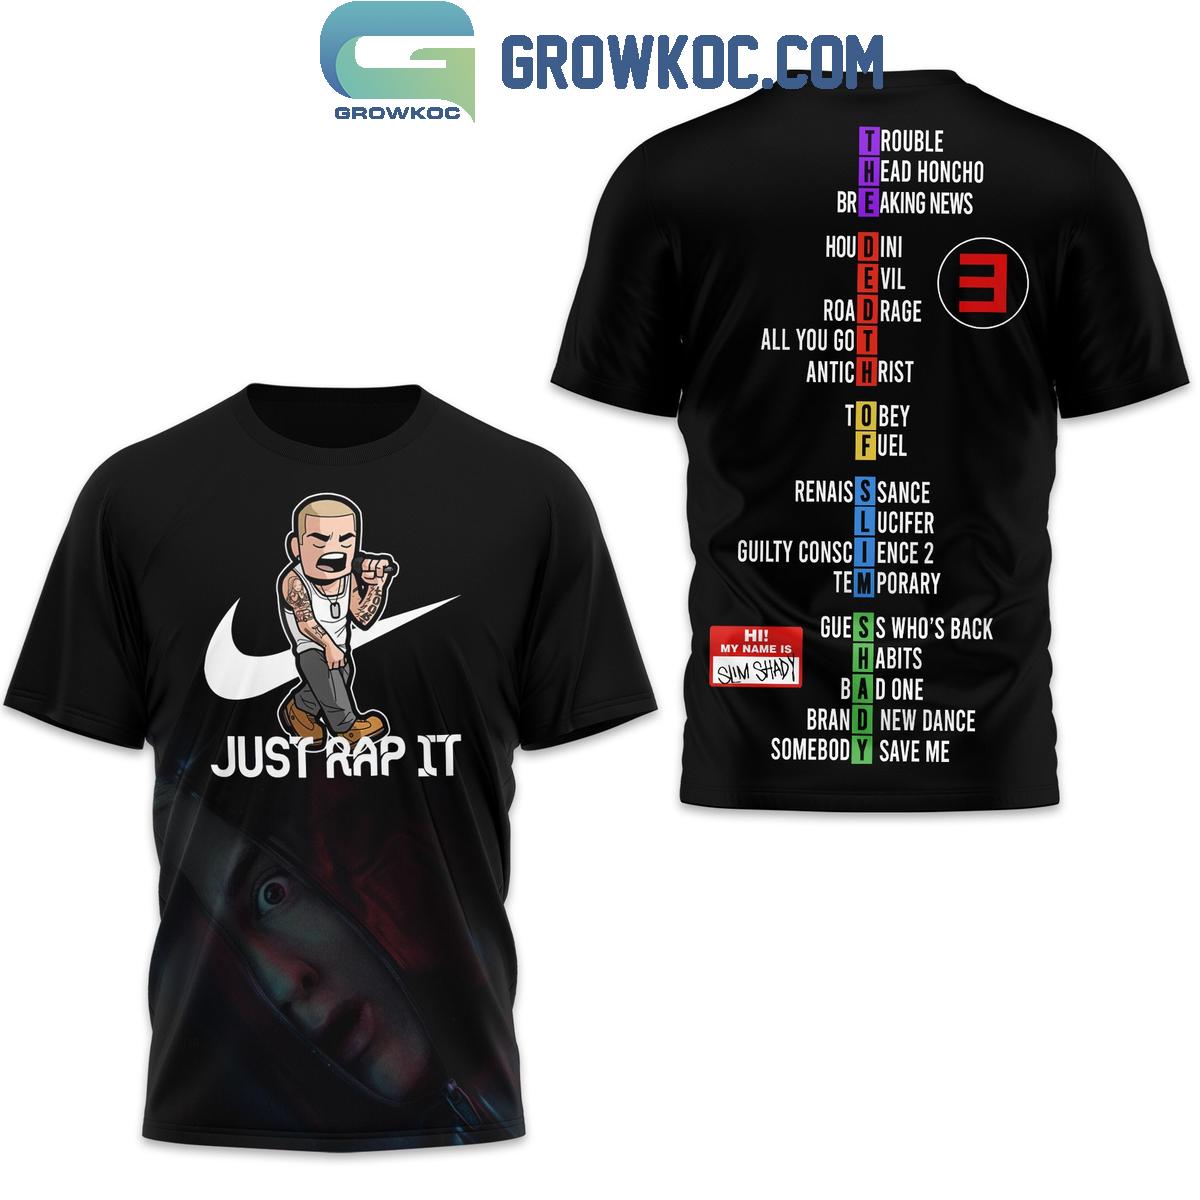 GROWKOC
GROWKOC.COM
TROUBLE
HEAD HONCHO
BREAKING NEWS
HOUDINI
EVIL
ROAD RAGE
ALL YOU GOT
ANTICHRIST
TOBEY
FUEL
RENAISSANCE
LUCIFER
GUILTY CONSCIENCE 2
TEMPORARY
GUESS WHO'S BACK
HABITS
BAD ONE
BRAND NEW DANCE
SOMEBODY SAVE ME
HI!
MY NAME IS
SLIM SHADY
JUST RAP IT